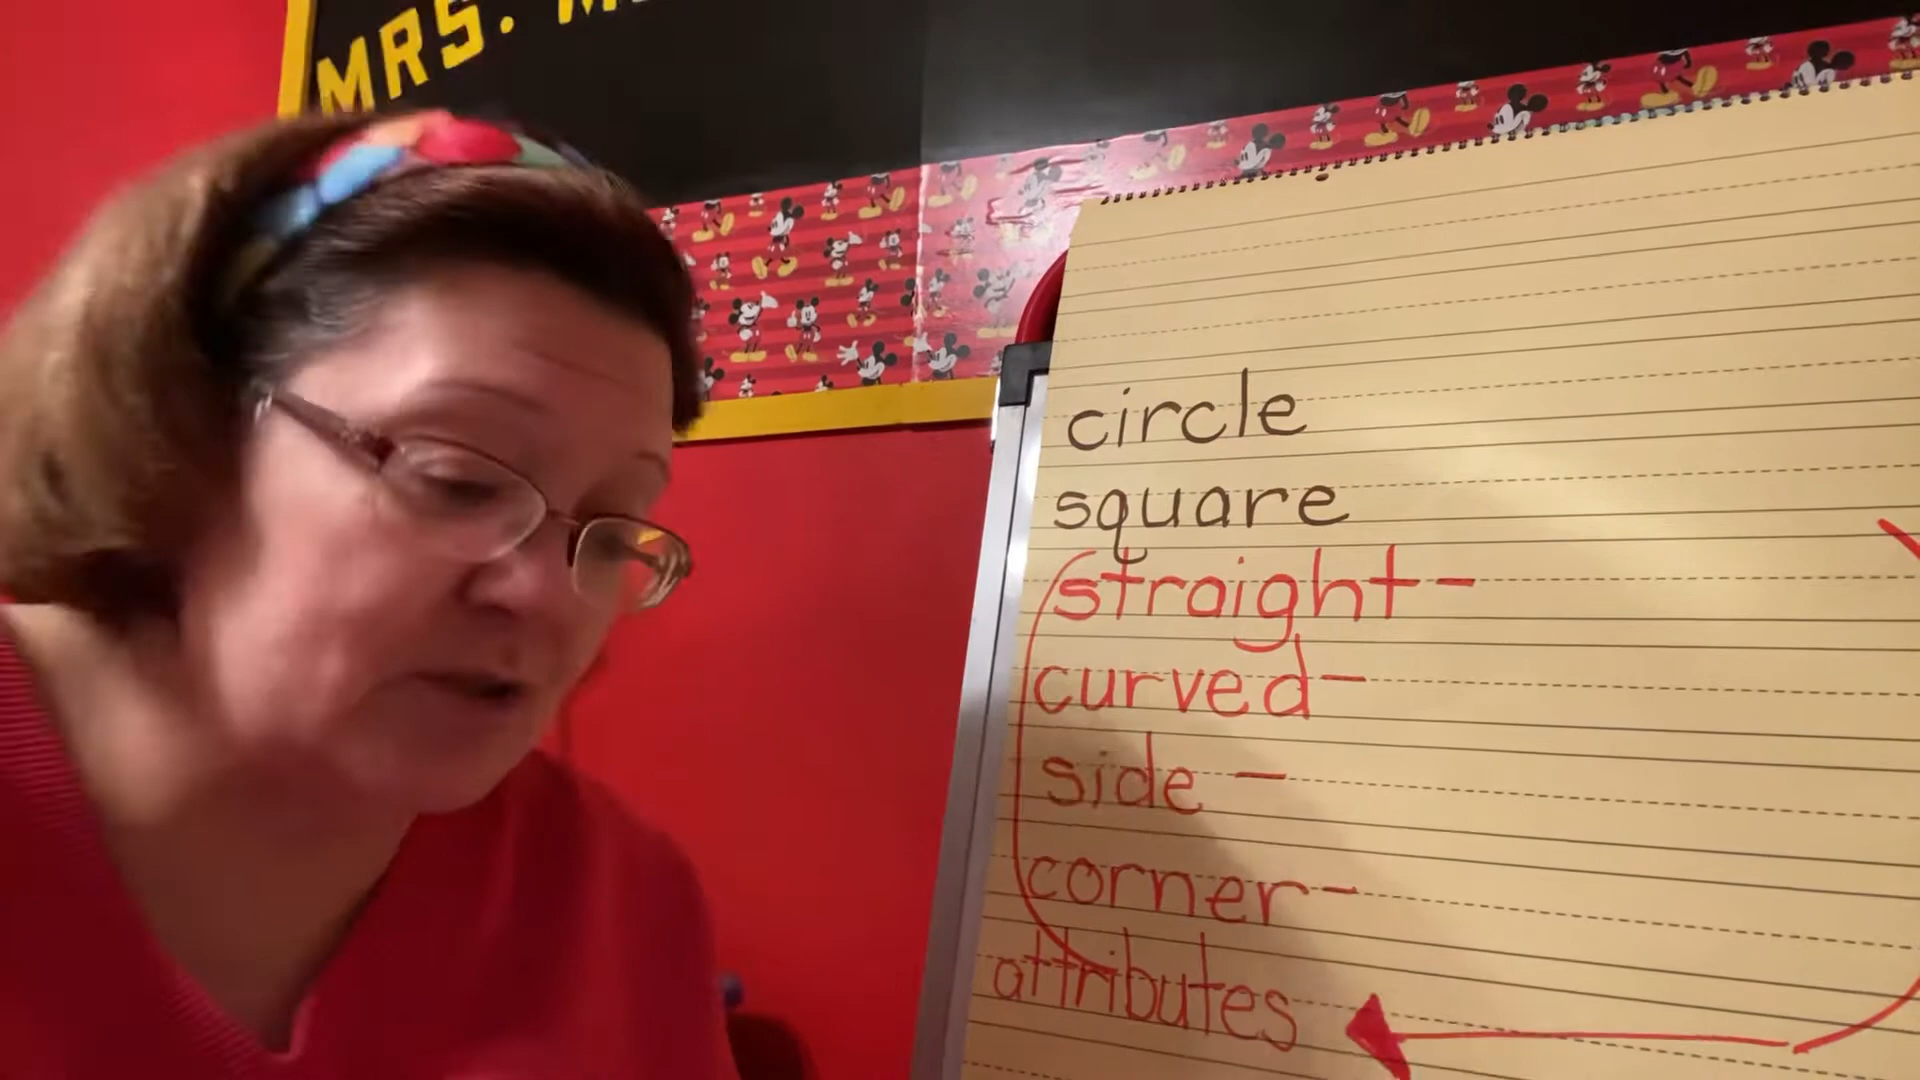 MRS.
circle
square
straight-
curved-
side-
corner-
attributes